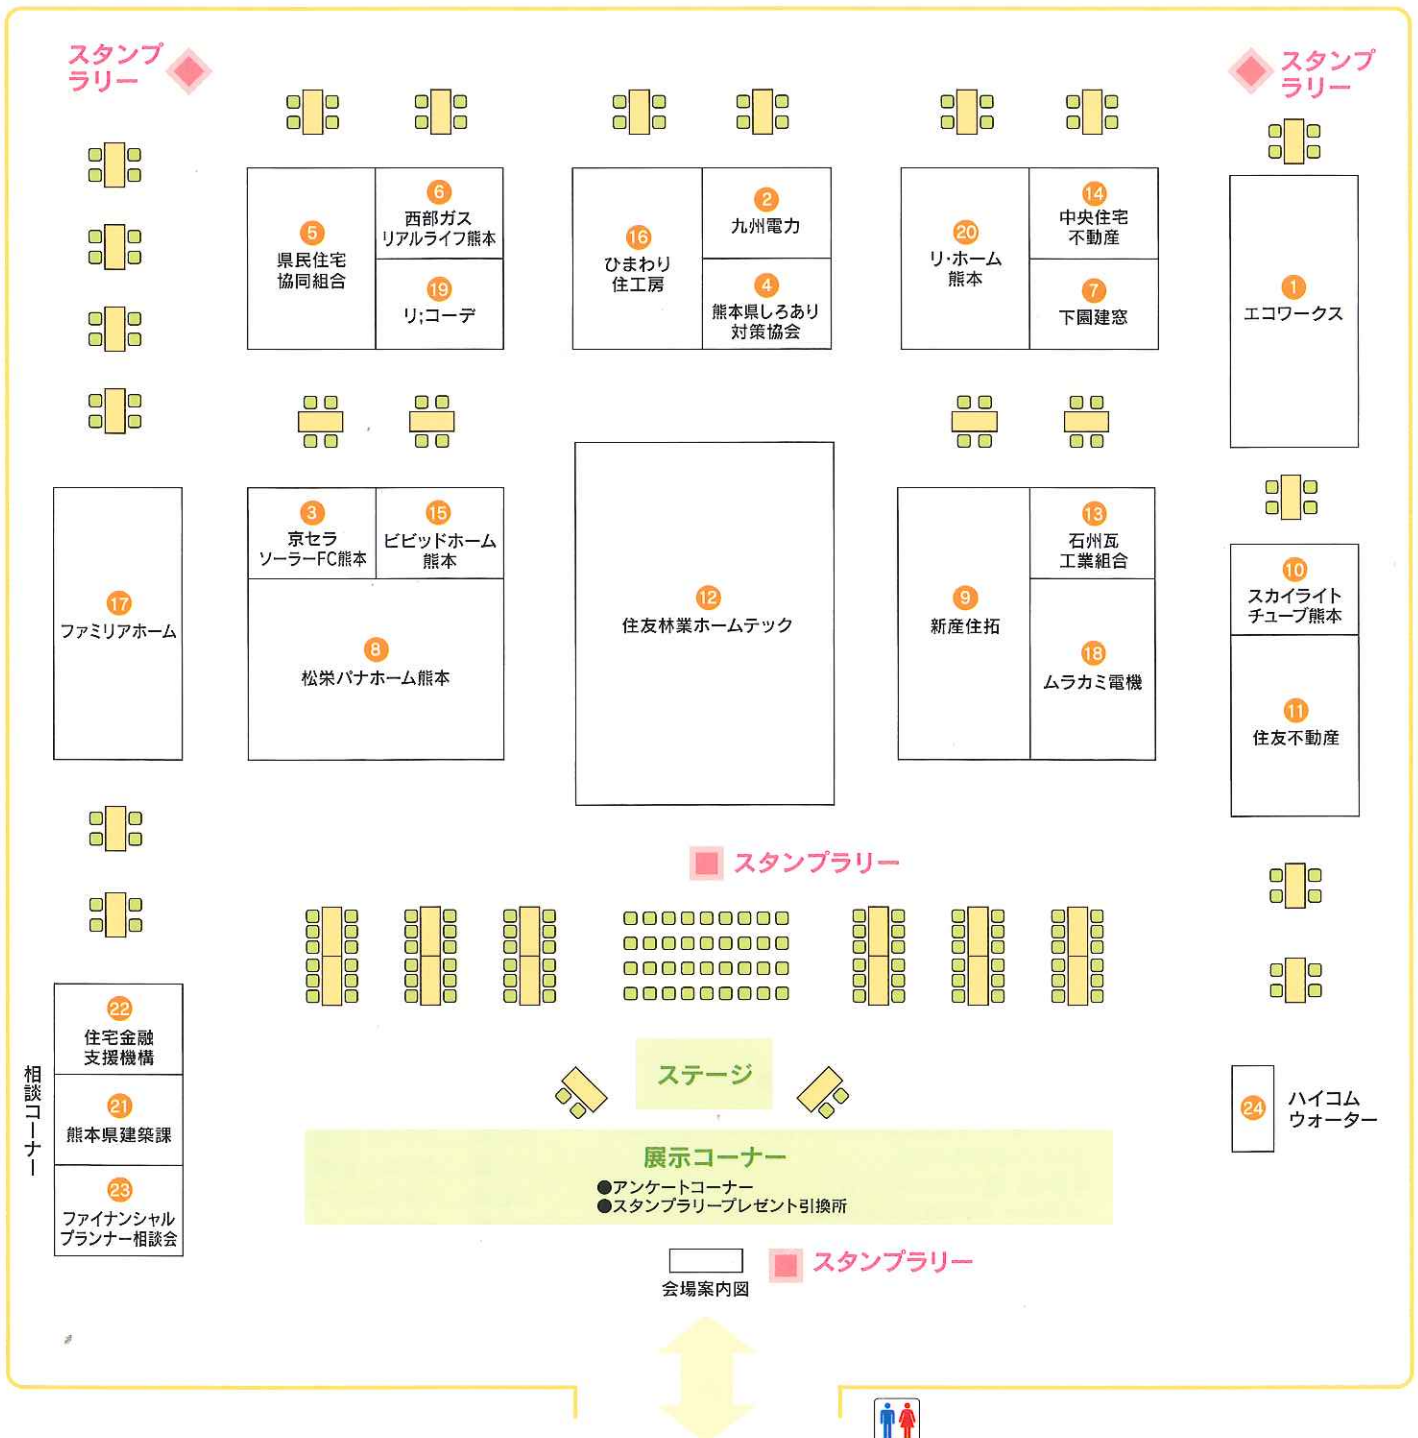 スタンプ
ラリー
スタンプ
ラリー
5
県民住宅
協同組合
6
西部ガス
リアルライフ熊本
19
リ;コーデ
16
ひまわり
住工房
2
九州電力
4
熊本県しろあり
対策協会
20
リ・ホーム
熊本
14
中央住宅
不動産
7
下園建窓
1
エコワークス
17
ファミリアホーム
3
京セラ
ソーラーFC熊本
15
ビビッドホーム
熊本
8
松栄パナホーム熊本
12
住友林業ホームテック
9
新産住拓
13
石州瓦
工業組合
18
ムラカミ電機
10
スカイライト
チューブ熊本
11
住友不動産
スタンプラリー
相談コーナー
22
住宅金融
支援機構
21
熊本県建築課
23
ファイナンシャル
プランナー相談会
ステージ
展示コーナー
●アンケートコーナー
●スタンプラリープレゼント引換所
24
ハイコム
ウォーター
会場案内図
スタンプラリー